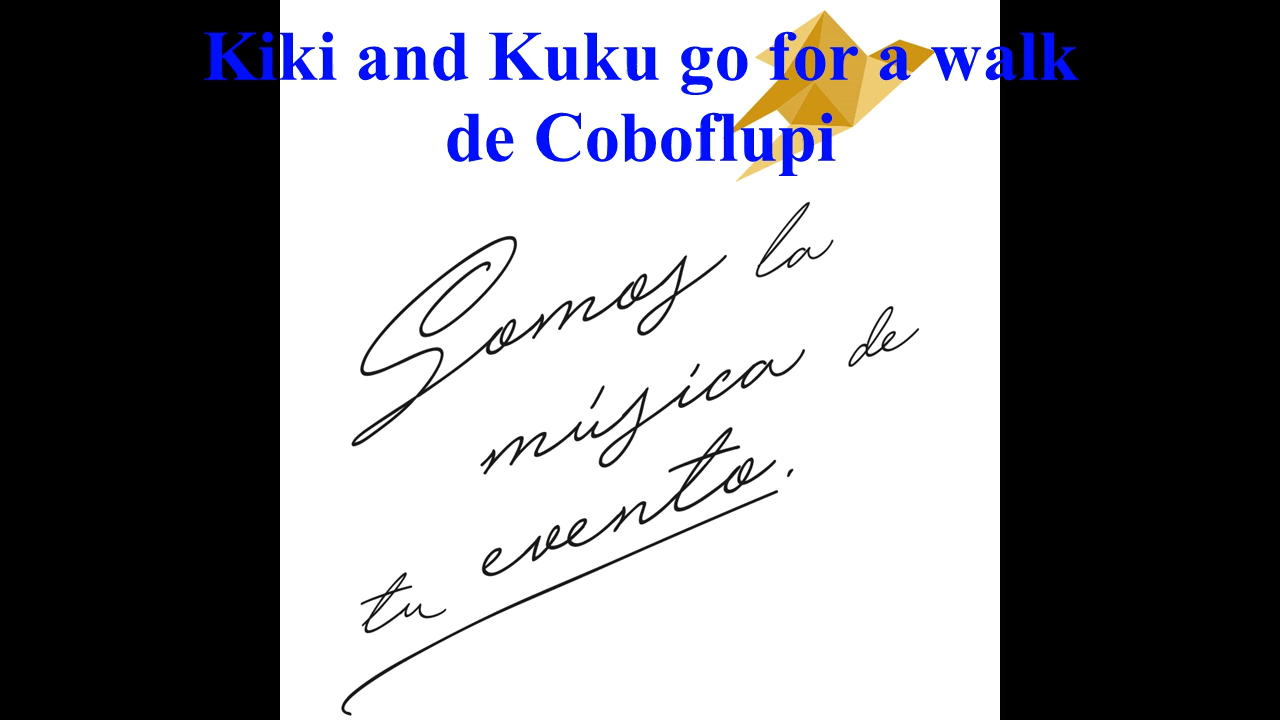 Kiki and Kuku go for a walk
de Coboflupi
Somos la
música de
tu evento.